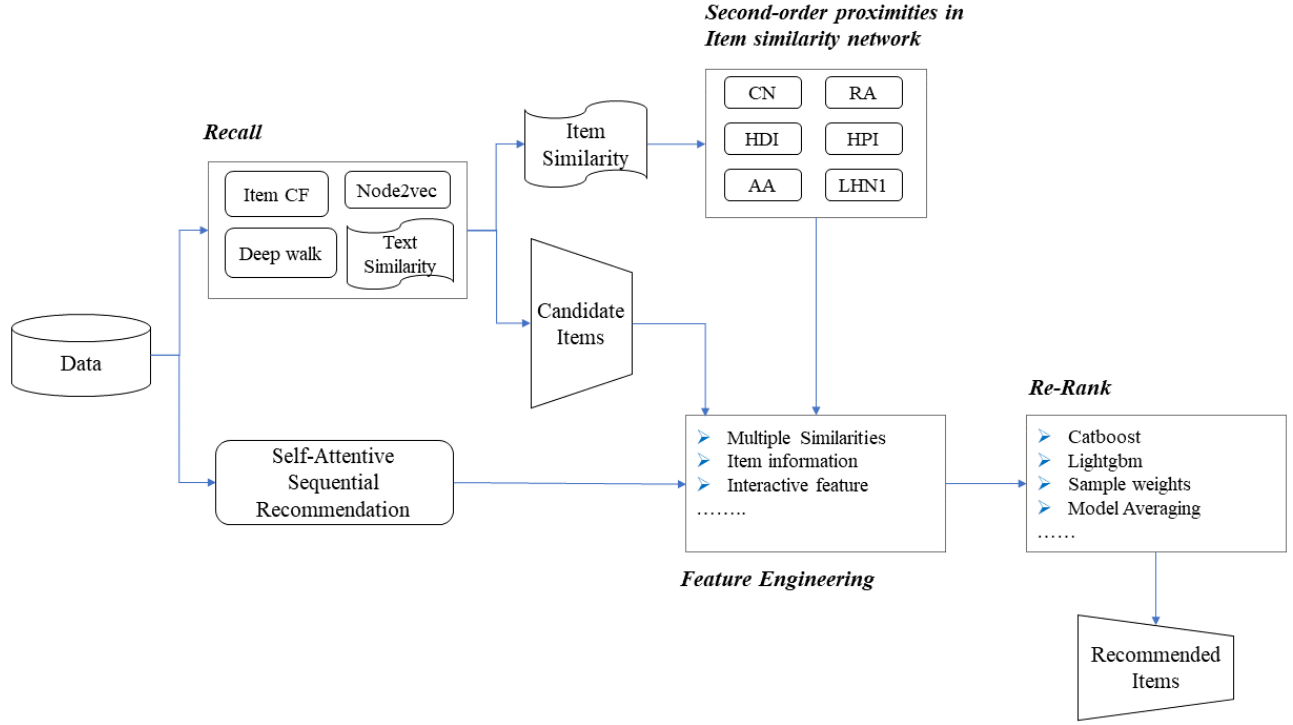 Second-order proximities in
Item similarity network
CN
RA
HDI
HPI
AA
LHN1
Item
Similarity
Recall
Item CF
Node2vec
Deep walk
Text
Similarity
Candidate
Items
Data
Self-Attentive
Sequential
Recommendation
Multiple Similarities
Item information
Interactive feature
……..
Feature Engineering
Re-Rank
Catboost
Lightgbm
Sample weights
Model Averaging
……
Recommended
Items